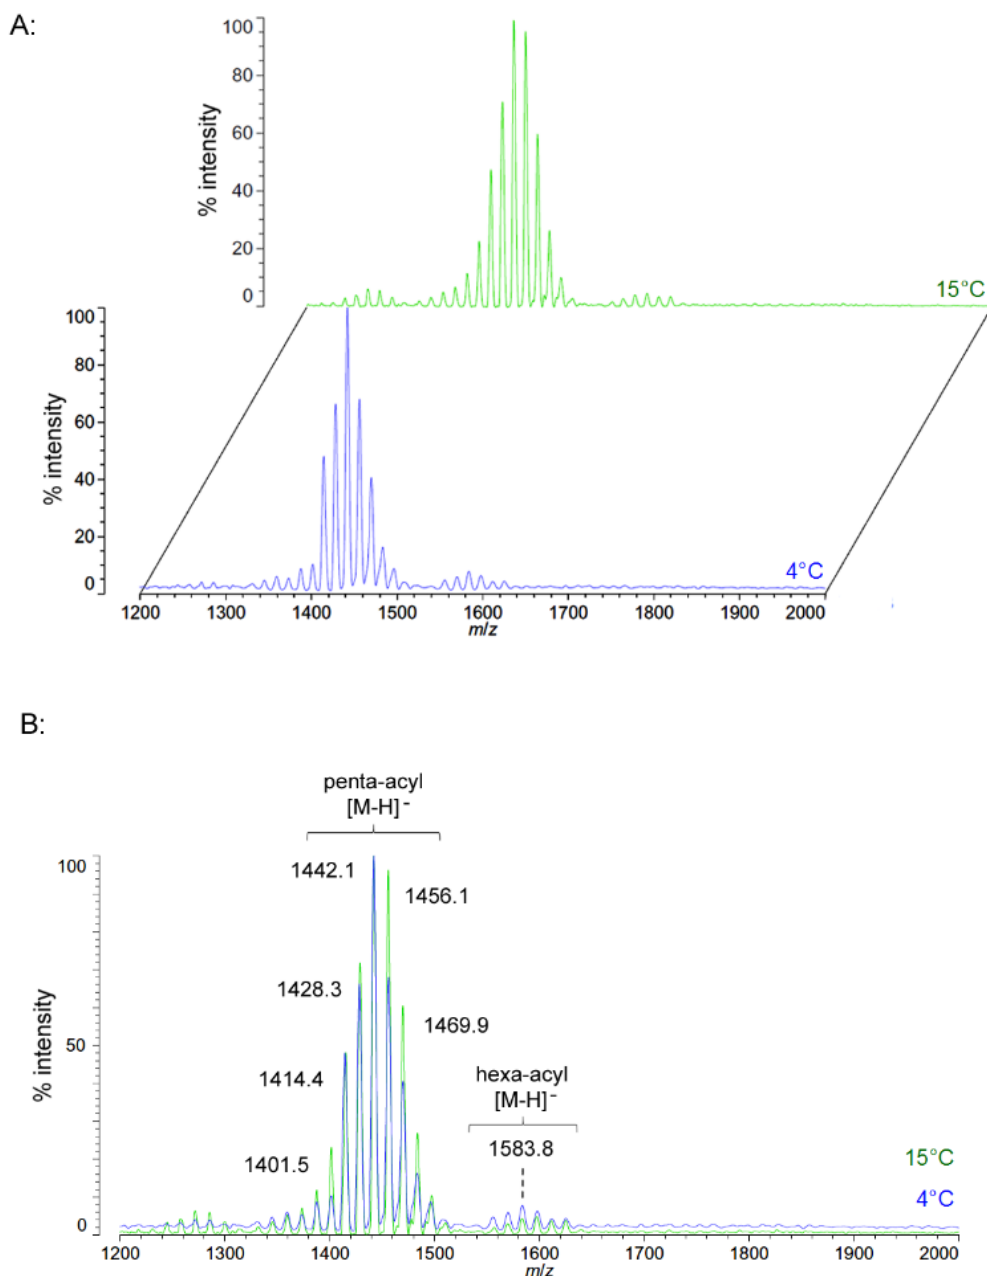 A:
100
80
60
40
20
0
% intensity
15°C
100
80
60
40
20
0
% intensity
4°C
1200 1300 1400 1500 1600 1700 1800 1900 2000
m/z
B:
penta-acyl
[M-H]-
1442.1
1456.1
1428.3
1469.9
1414.4
1401.5
hexa-acyl
[M-H]-
1583.8
100
50
0
% intensity
15°C
4°C
1200 1300 1400 1500 1600 1700 1800 1900 2000
m/z